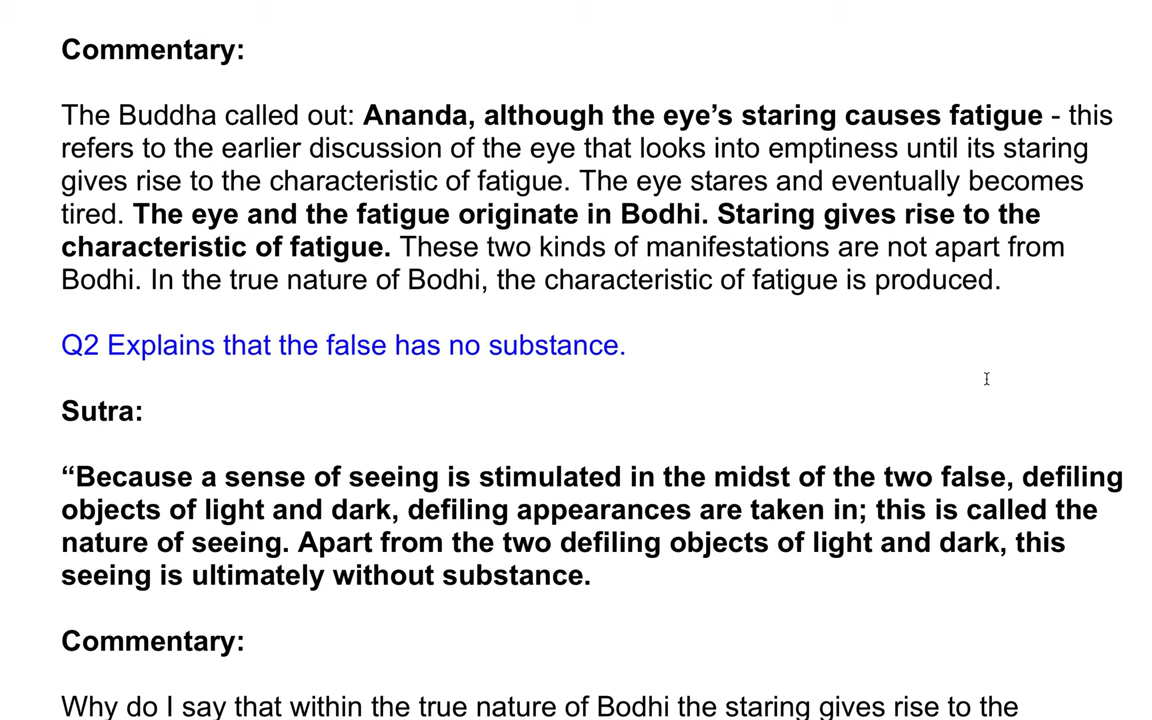 Commentary:
The Buddha called out: Ananda, although the eye’s staring causes fatigue - this
refers to the earlier discussion of the eye that looks into emptiness until its staring
gives rise to the characteristic of fatigue. The eye stares and eventually becomes
tired. The eye and the fatigue originate in Bodhi. Staring gives rise to the
characteristic of fatigue. These two kinds of manifestations are not apart from
Bodhi. In the true nature of Bodhi, the characteristic of fatigue is produced.
Q2 Explains that the false has no substance.
Sutra:
“Because a sense of seeing is stimulated in the midst of the two false, defiling
objects of light and dark, defiling appearances are taken in; this is called the
nature of seeing. Apart from the two defiling objects of light and dark, this
seeing is ultimately without substance.
Commentary:
Why do I say that within the true nature of Bodhi the staring gives rise to the